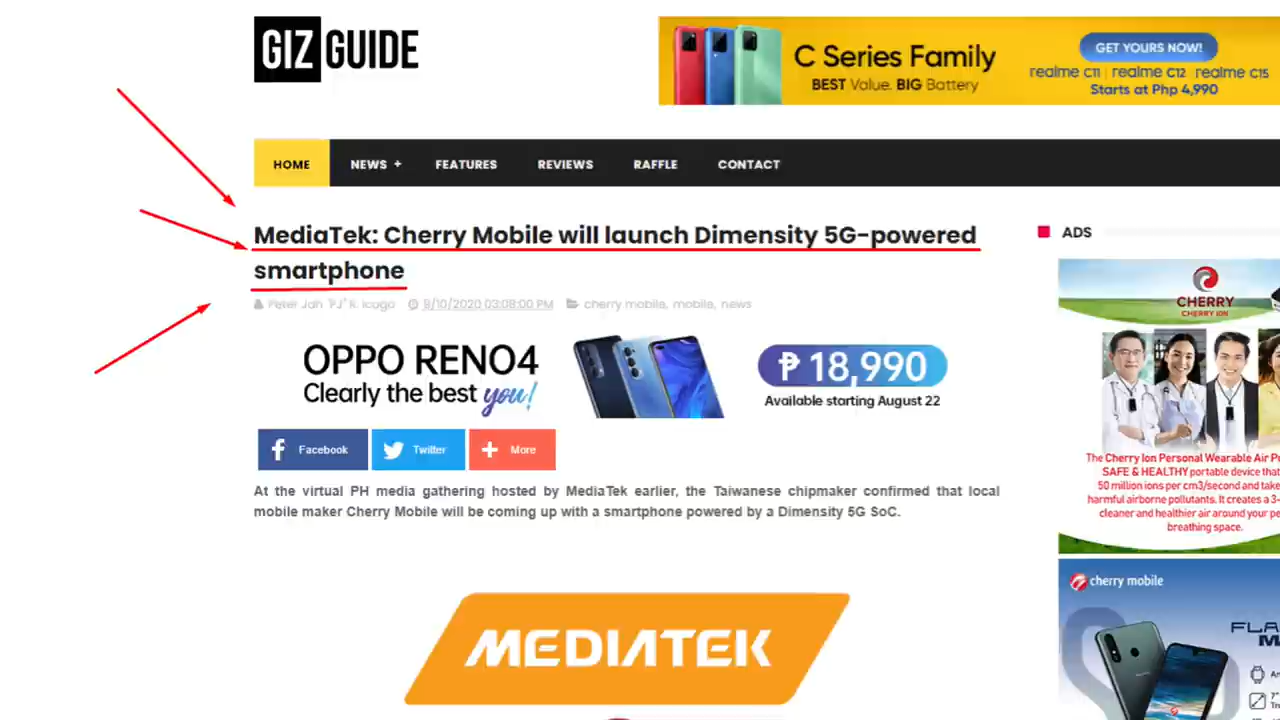 GIZ GUIDE
C Series Family
BEST Value. BIG Battery
GET YOURS NOW!
realme C11 | realme C12 realme C15
Starts at Php 4,990
HOME NEWS + FEATURES REVIEWS RAFFLE CONTACT
MediaTek: Cherry Mobile will launch Dimensity 5G-powered
smartphone
9/10/2020 03:08:00 PM cherry mobile, mobile, news
ADS
OPPO RENO4
Clearly the best you!
₱ 18,990
Available starting August 22
Facebook Twitter More
At the virtual PH media gathering hosted by MediaTek earlier, the Taiwanese chipmaker confirmed that local
mobile maker Cherry Mobile will be coming up with a smartphone powered by a Dimensity 5G SoC.
MEDIATEK
CHERRY
CHERRY ION
The Cherry Ion Personal Wearable Air
SAFE & HEALTHY portable device that
50 million ions per cm3/second and take
harmful airborne pollutants. It creates a 3-
cleaner and healthier air around your
breathing space.
cherry mobile